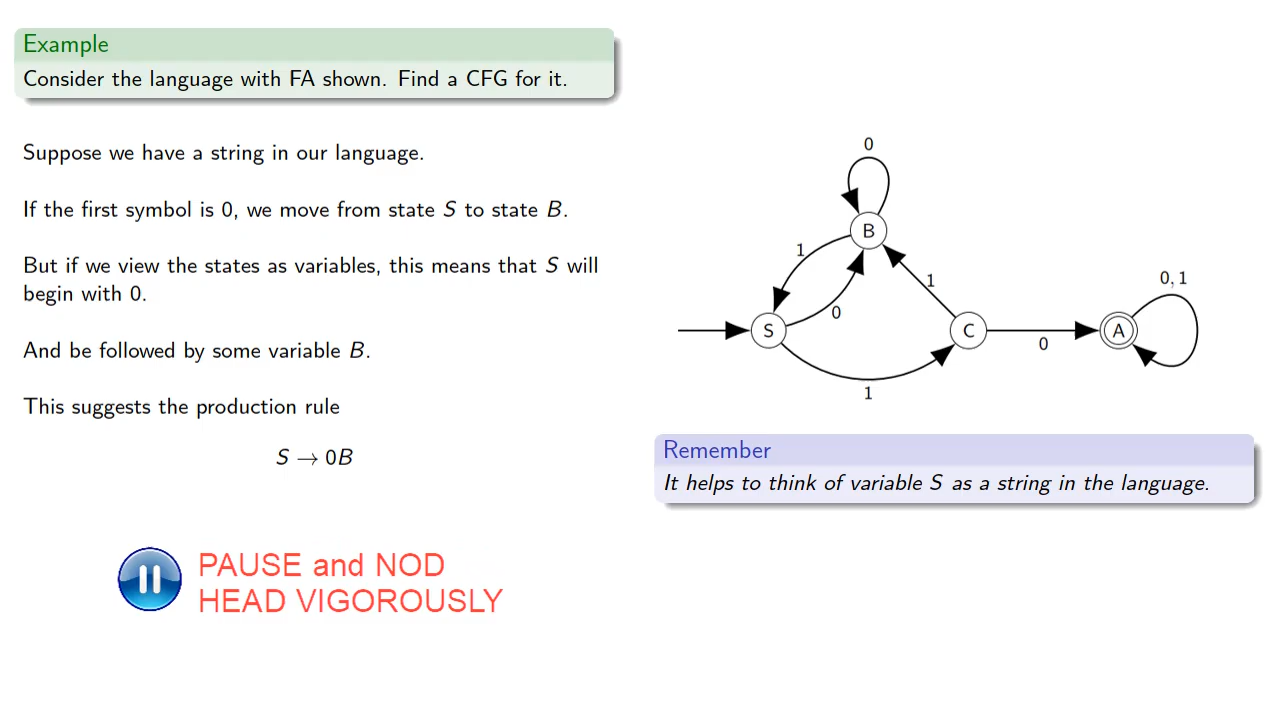 Example
Consider the language with FA shown. Find a CFG for it.
Suppose we have a string in our language.
If the first symbol is 0, we move from state S to state B.
But if we view the states as variables, this means that S will
begin with 0.
And be followed by some variable B.
This suggests the production rule
S → 0B
PAUSE and NOD
HEAD VIGOROUSLY
0
B
1
1
0
0, 1
S
C
A
0
1
Remember
It helps to think of variable S as a string in the language.